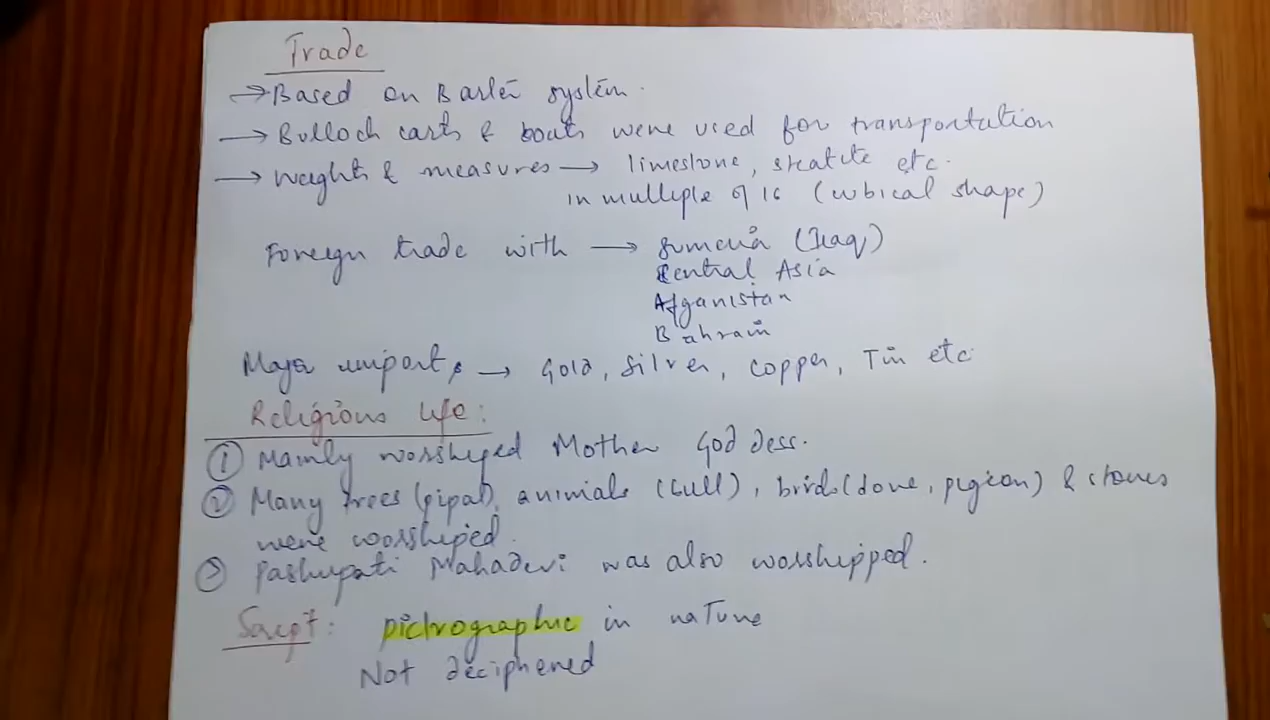 Trade
→ Based on Barter system.
→ Bullock carts & boats were used for transportation
→ Weights & measures → limestone, steatite etc.
in multiple of 16 (cubical shape)
Foreign trade with → Sumeria (Iraq)
Central Asia
Afganistan
Bahrain
Major imports → Gold, Silver, copper, Tin etc
Religious life:
① Mainly worshiped Mother Goddess.
② Many trees (pipal), animals (bull), birds (dove, pigeon) & stones
were worshiped.
③ Pashupati Mahadev: was also worshipped.
Script: pictrographic in nature
Not deciphered